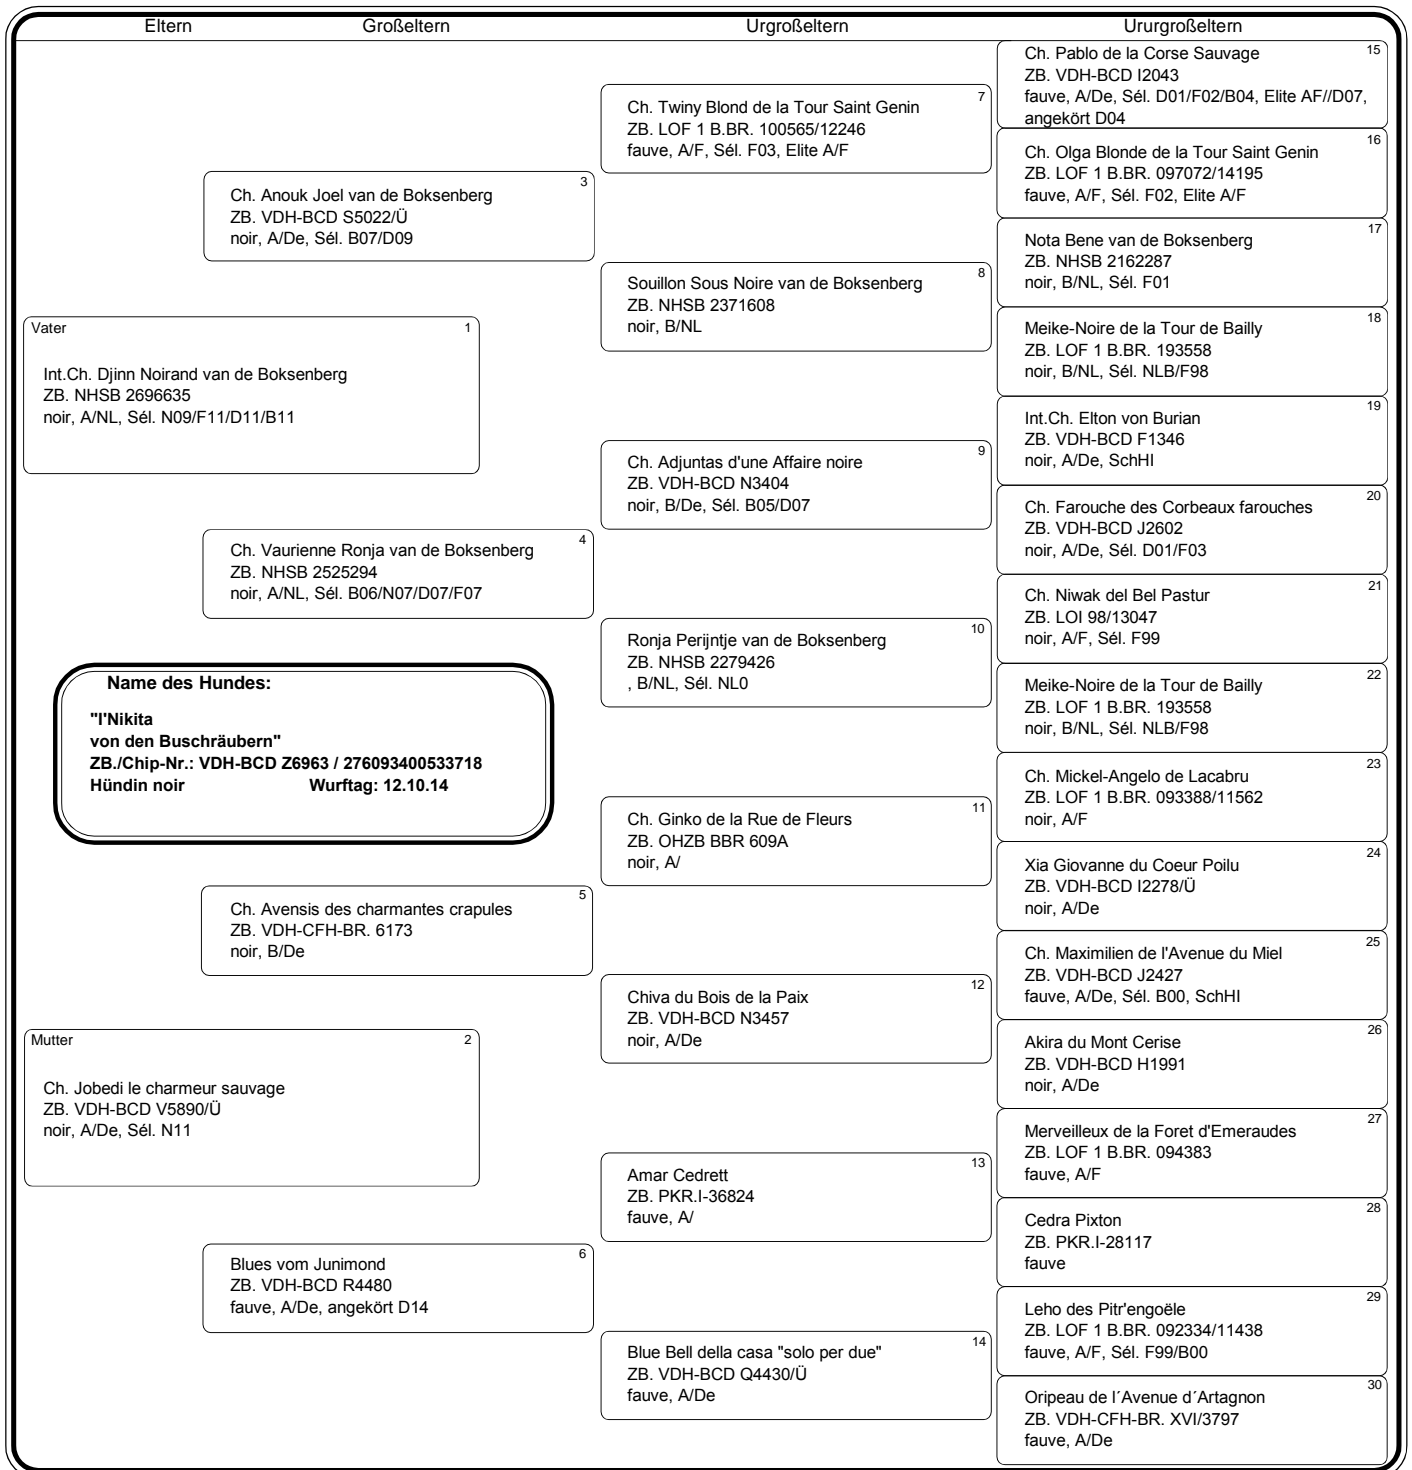 Eltern
Großeltern
Urgroßeltern
Ururgroßeltern
Vater
1
Int.Ch. Djinn Noirand van de Boksenberg
ZB. NHSB 2696635
noir, A/NL, Sél. N09/F11/D11/B11
Name des Hundes:
"I'Nikita
von den Buschräubern"
ZB./Chip-Nr.: VDH-BCD Z6963 / 276093400533718
Hündin noir Wurftag: 12.10.14
Mutter
2
Ch. Jobedi le charmeur sauvage
ZB. VDH-BCD V5890/Ü
noir, A/De, Sél. N11
3
Ch. Anouk Joel van de Boksenberg
ZB. VDH-BCD S5022/Ü
noir, A/De, Sél. B07/D09
4
Ch. Vaurienne Ronja van de Boksenberg
ZB. NHSB 2525294
noir, A/NL, Sél. B06/N07/D07/F07
5
Ch. Avensis des charmantes crapules
ZB. VDH-CFH-BR. 6173
noir, B/De
6
Blues vom Junimond
ZB. VDH-BCD R4480
fauve, A/De, angekört D14
7
Ch. Twiny Blond de la Tour Saint Genin
ZB. LOF 1 B.BR. 100565/12246
fauve, A/F, Sél. F03, Elite A/F
8
Souillon Sous Noire van de Boksenberg
ZB. NHSB 2371608
noir, B/NL
9
Ch. Adjuntas d'une Affaire noire
ZB. VDH-BCD N3404
noir, B/De, Sél. B05/D07
10
Ronja Perijntje van de Boksenberg
ZB. NHSB 2279426
, B/NL, Sél. NL0
11
Ch. Ginko de la Rue de Fleurs
ZB. OHZB BBR 609A
noir, A/
12
Chiva du Bois de la Paix
ZB. VDH-BCD N3457
noir, A/De
13
Amar Cedrett
ZB. PKR.I-36824
fauve, A/
14
Blue Bell della casa "solo per due"
ZB. VDH-BCD Q4430/Ü
fauve, A/De
15
Ch. Pablo de la Corse Sauvage
ZB. VDH-BCD I2043
fauve, A/De, Sél. D01/F02/B04, Elite AF//D07,
angekört D04
16
Ch. Olga Blonde de la Tour Saint Genin
ZB. LOF 1 B.BR. 097072/14195
fauve, A/F, Sél. F02, Elite A/F
17
Nota Bene van de Boksenberg
ZB. NHSB 2162287
noir, B/NL, Sél. F01
18
Meike-Noire de la Tour de Bailly
ZB. LOF 1 B.BR. 193558
noir, B/NL, Sél. NLB/F98
19
Int.Ch. Elton von Burian
ZB. VDH-BCD F1346
noir, A/De, SchHI
20
Ch. Farouche des Corbeaux farouches
ZB. VDH-BCD J2602
noir, A/De, Sél. D01/F03
21
Ch. Niwak del Bel Pastur
ZB. LOI 98/13047
noir, A/F, Sél. F99
22
Meike-Noire de la Tour de Bailly
ZB. LOF 1 B.BR. 193558
noir, B/NL, Sél. NLB/F98
23
Ch. Mickel-Angelo de Lacabru
ZB. LOF 1 B.BR. 093388/11562
noir, A/F
24
Xia Giovanne du Coeur Poilu
ZB. VDH-BCD I2278/Ü
noir, A/De
25
Ch. Maximilien de l'Avenue du Miel
ZB. VDH-BCD J2427
fauve, A/De, Sél. B00, SchHI
26
Akira du Mont Cerise
ZB. VDH-BCD H1991
noir, A/De
27
Merveilleux de la Foret d'Emeraudes
ZB. LOF 1 B.BR. 094383
fauve, A/F
28
Cedra Pixton
ZB. PKR.I-28117
fauve
29
Leho des Pitr'engoële
ZB. LOF 1 B.BR. 092334/11438
fauve, A/F, Sél. F99/B00
30
Oripeau de l´Avenue d´Artagnon
ZB. VDH-CFH-BR. XVI/3797
fauve, A/De